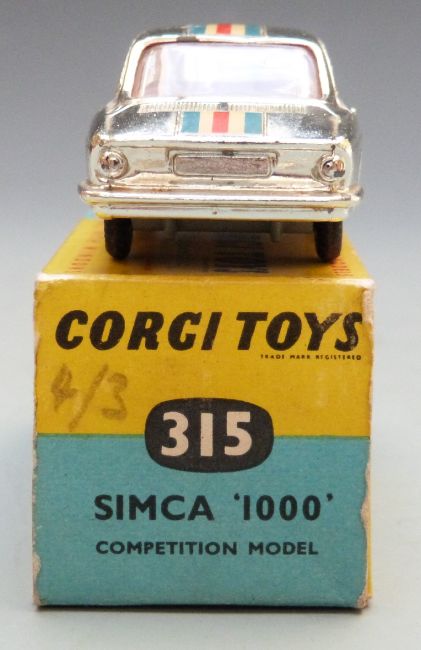 CORGI TOYS
TRADE MARK REGISTERED
4/3
315
SIMCA '1000'
COMPETITION MODEL